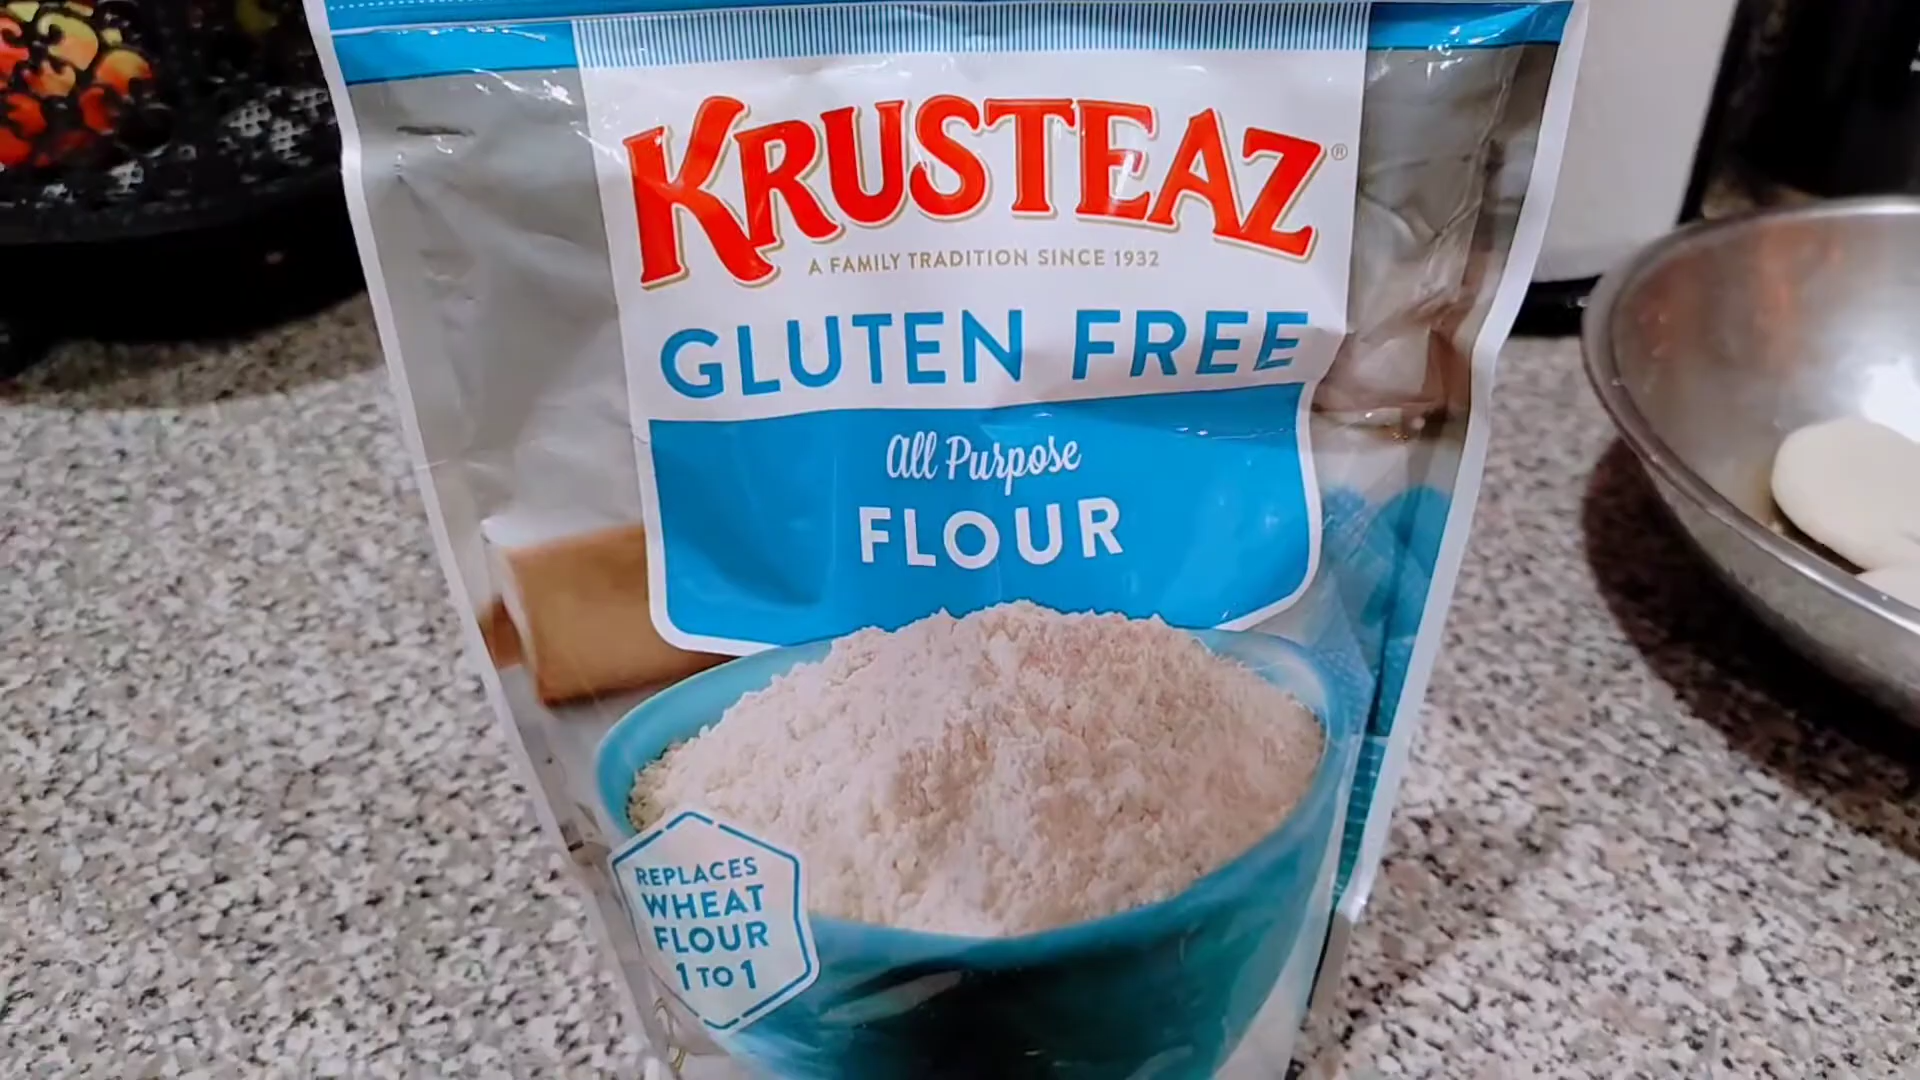 KRUSTEAZ®
A FAMILY TRADITION SINCE 1932
GLUTEN FREE
All Purpose
FLOUR
REPLACES
WHEAT
FLOUR
1 TO 1